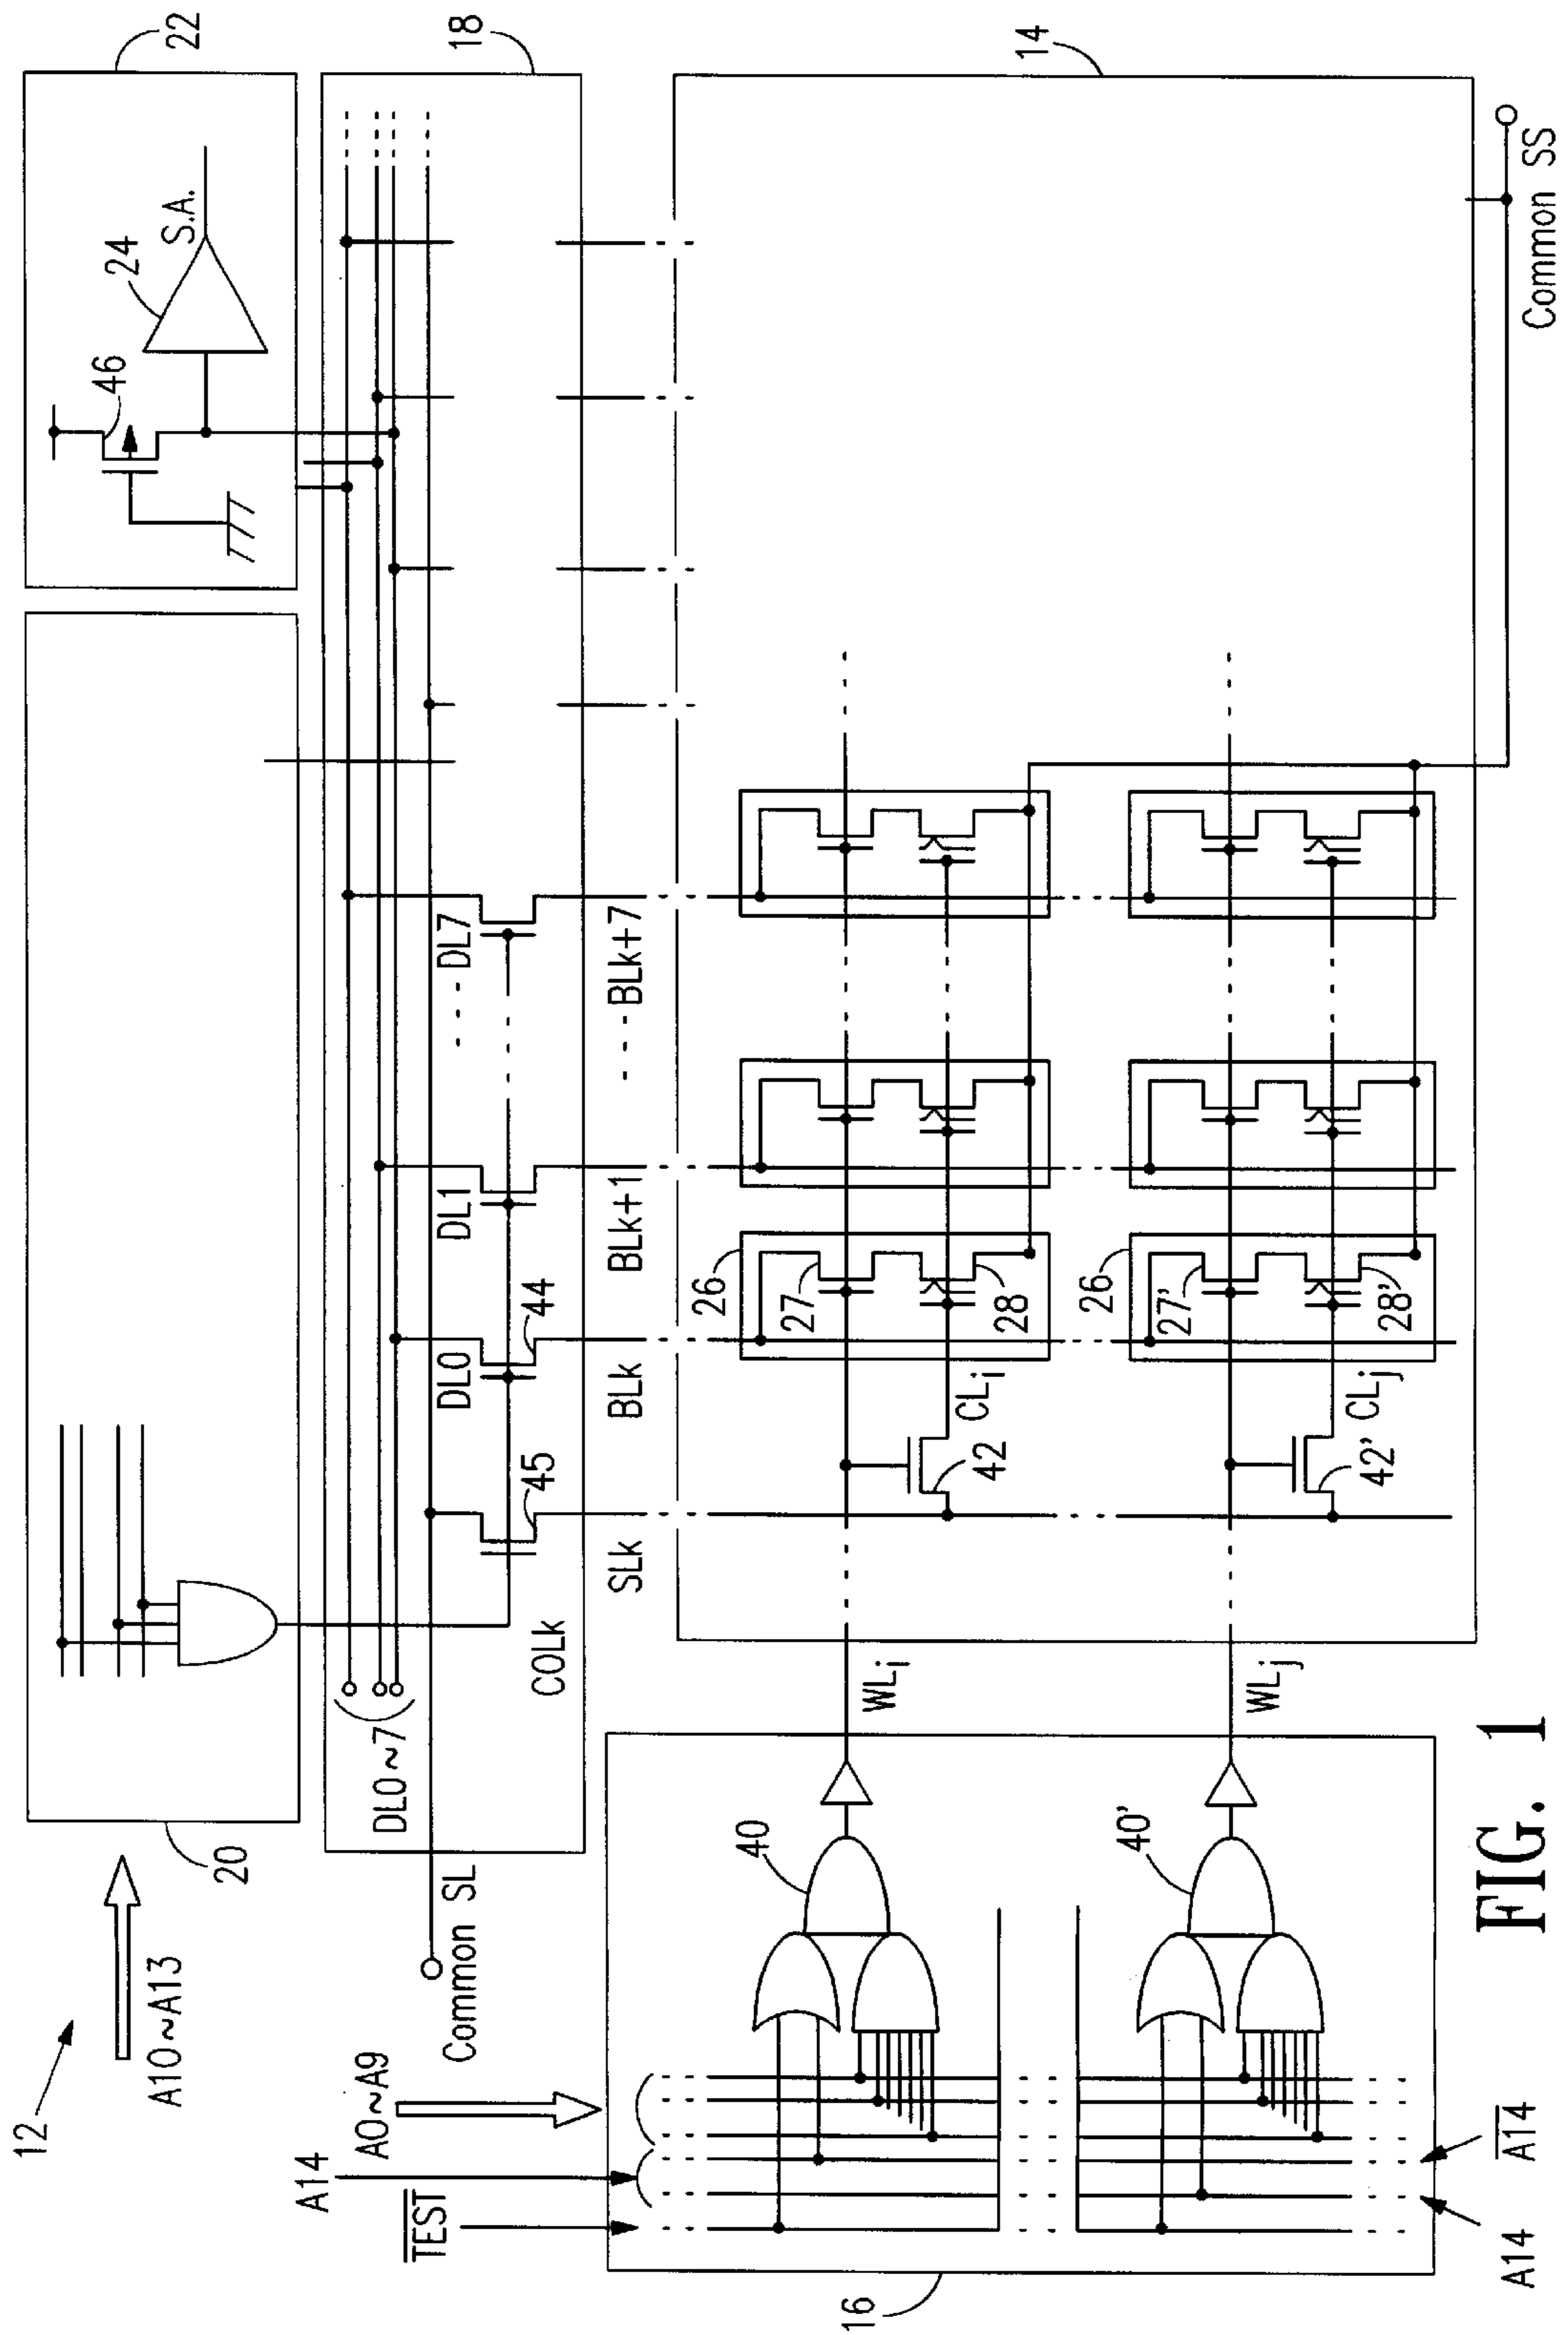 12
A10~A13
20
22
46
24
S.A.
18
DL0~7
Common SL
COLk
45
DL0
44
DL1
- - - DL7
SLk
BLk
BLk+1
- - - BLk+7
14
26
27
28
42
CLi
WLi
26
27'
28'
42'
CLj
WLj
Common SS
16
TEST
A14
A0~A9
40
40'
A14
A14
FIG. 1